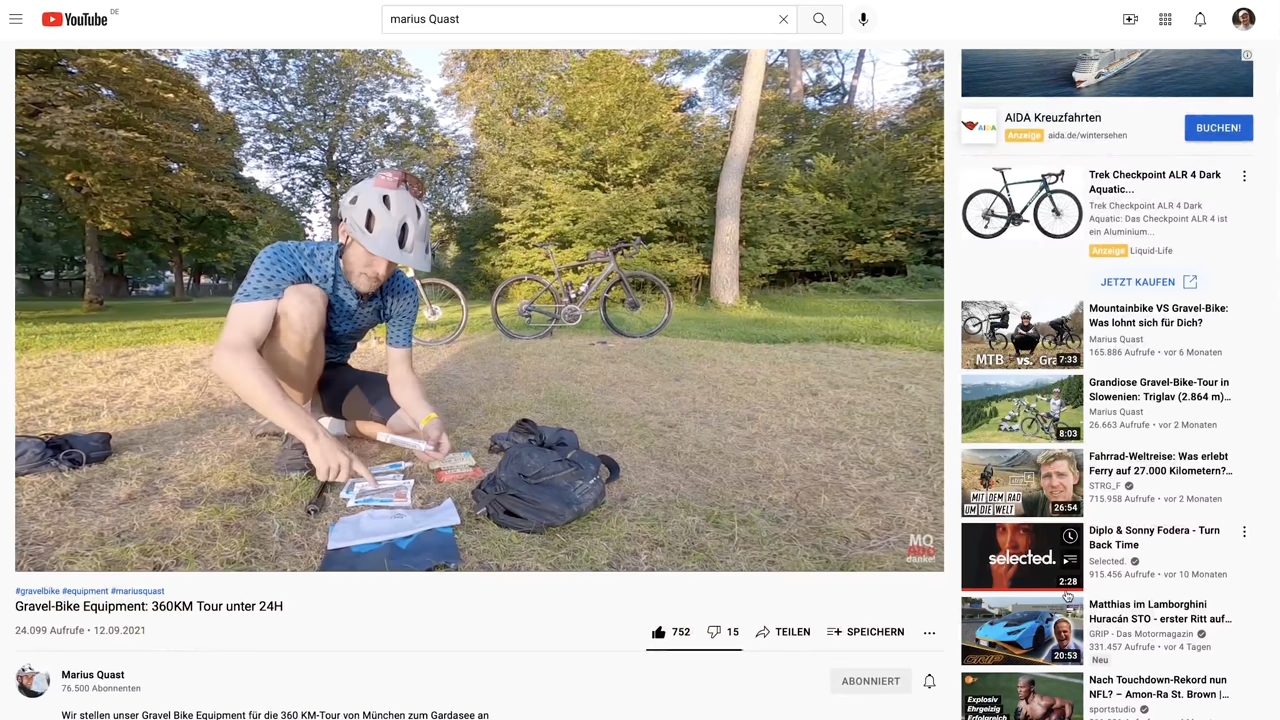 YouTube DE
marius Quast
MQ
Abo
danke!
#gravelbike #equipment #mariusquast
Gravel-Bike Equipment: 360KM Tour unter 24H
24.099 Aufrufe • 12.09.2021
752
15
TEILEN
SPEICHERN
Marius Quast
76.500 Abonnenten
ABONNIERT
Wir stellen unser Gravel Bike Equipment für die 360 KM-Tour von München zum Gardasee an
AIDA
AIDA Kreuzfahrten
Anzeige aida.de/wintersehen
BUCHEN!
Trek Checkpoint ALR 4 Dark
Aquatic...
Trek Checkpoint ALR 4 Dark
Aquatic: Das Checkpoint ALR 4 ist
ein Aluminium...
Anzeige Liquid-Life
JETZT KAUFEN
MTB vs. Gra
7:33
Mountainbike VS Gravel-Bike:
Was lohnt sich für Dich?
Marius Quast
165.886 Aufrufe • vor 6 Monaten
8:03
Grandiose Gravel-Bike-Tour in
Slowenien: Triglav (2.864 m)...
Marius Quast
26.663 Aufrufe • vor 2 Monaten
strg_F
MIT DEM RAD
UM DIE WELT
26:54
Fahrrad-Weltreise: Was erlebt
Ferry auf 27.000 Kilometern?...
STRG_F
715.958 Aufrufe • vor 2 Monaten
selected.
2:28
Diplo & Sonny Fodera - Turn
Back Time
Selected.
915.456 Aufrufe • vor 10 Monaten
GRIP
20:53
Matthias im Lamborghini
Huracán STO - erster Ritt auf...
GRIP - Das Motormagazin
331.457 Aufrufe • vor 4 Tagen
Neu
Explosiv
Ehrgeizig
Erfolgreich
Nach Touchdown-Rekord nun
NFL? – Amon-Ra St. Brown |...
sportstudio